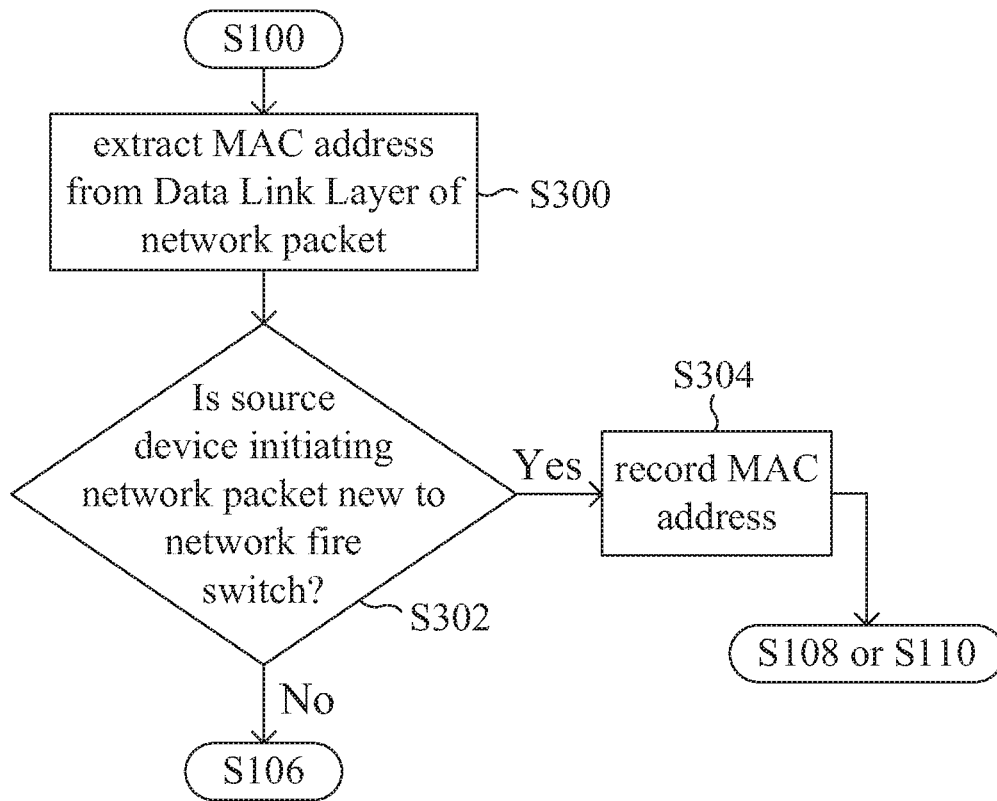 S100
extract MAC address
from Data Link Layer of
network packet
S300
Is source
device initiating
network packet new to
network fire
switch?
S302
Yes
S304
record MAC
address
S108 or S110
No
S106